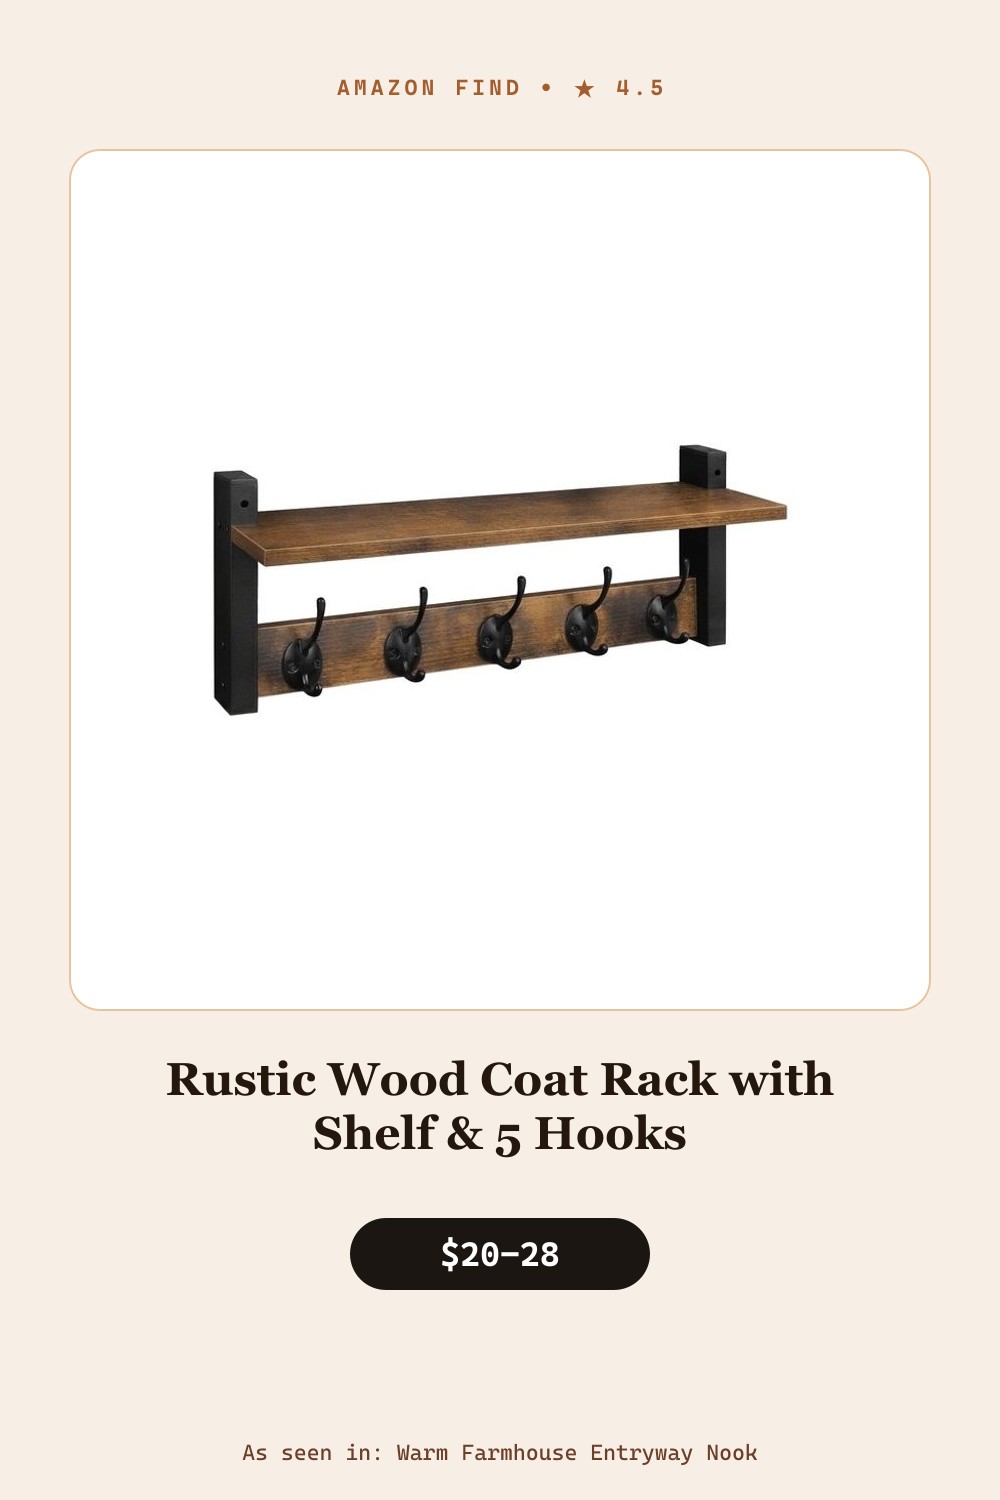 AMAZON FIND • ★ 4.5
Rustic Wood Coat Rack with
Shelf & 5 Hooks
$20–28
As seen in: Warm Farmhouse Entryway Nook